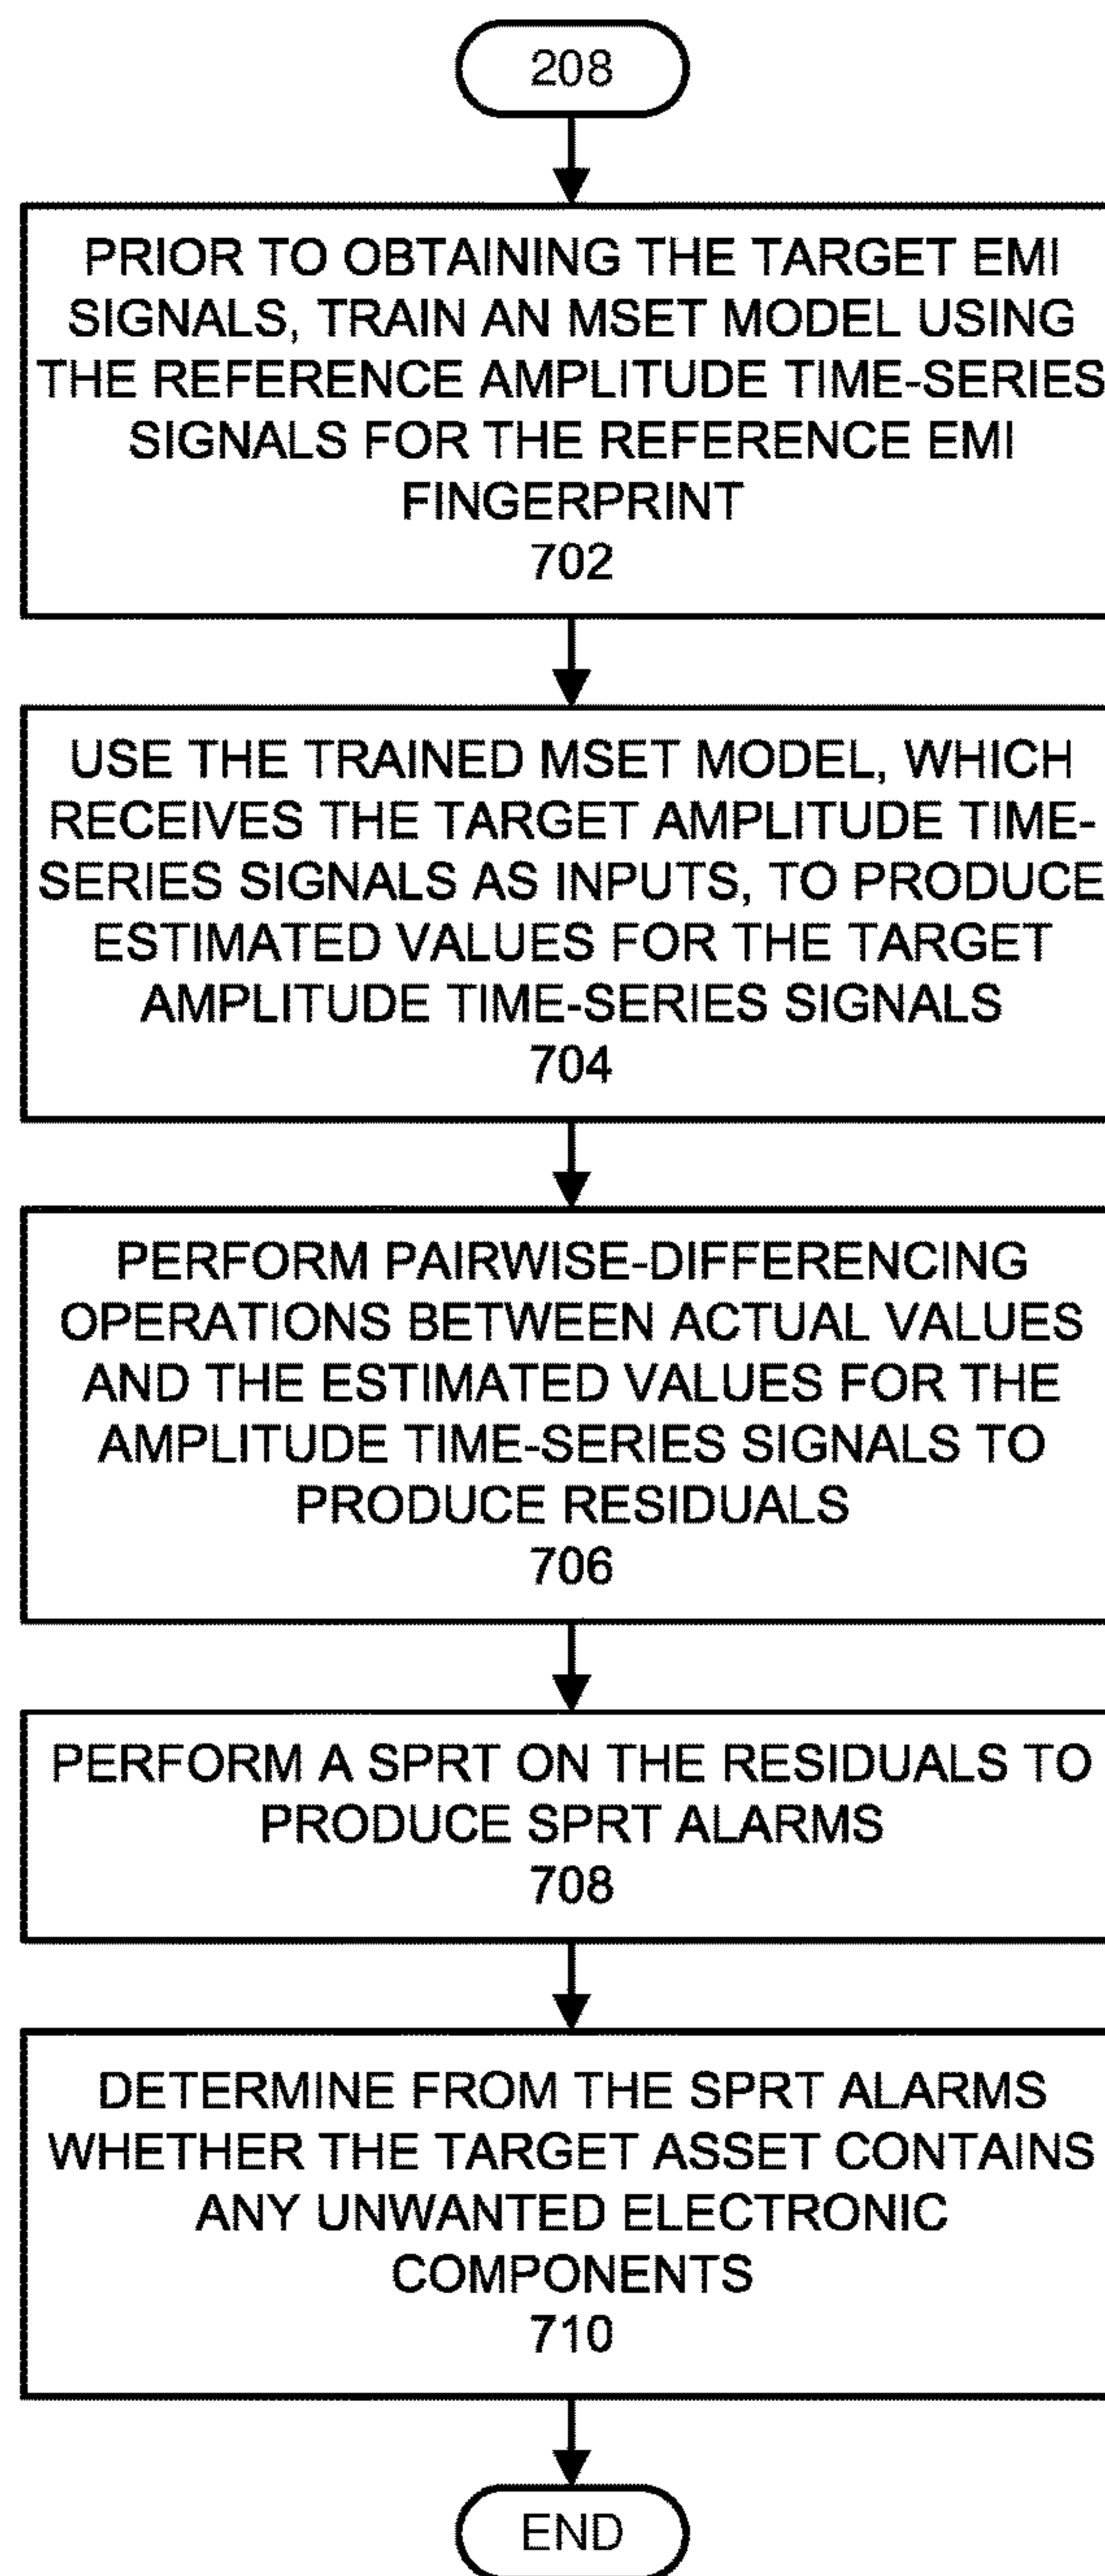 208
PRIOR TO OBTAINING THE TARGET EMI
SIGNALS, TRAIN AN MSET MODEL USING
THE REFERENCE AMPLITUDE TIME-SERIES
SIGNALS FOR THE REFERENCE EMI
FINGERPRINT
702
USE THE TRAINED MSET MODEL, WHICH
RECEIVES THE TARGET AMPLITUDE TIME-
SERIES SIGNALS AS INPUTS, TO PRODUCE
ESTIMATED VALUES FOR THE TARGET
AMPLITUDE TIME-SERIES SIGNALS
704
PERFORM PAIRWISE-DIFFERENCING
OPERATIONS BETWEEN ACTUAL VALUES
AND THE ESTIMATED VALUES FOR THE
AMPLITUDE TIME-SERIES SIGNALS TO
PRODUCE RESIDUALS
706
PERFORM A SPRT ON THE RESIDUALS TO
PRODUCE SPRT ALARMS
708
DETERMINE FROM THE SPRT ALARMS
WHETHER THE TARGET ASSET CONTAINS
ANY UNWANTED ELECTRONIC
COMPONENTS
710
END